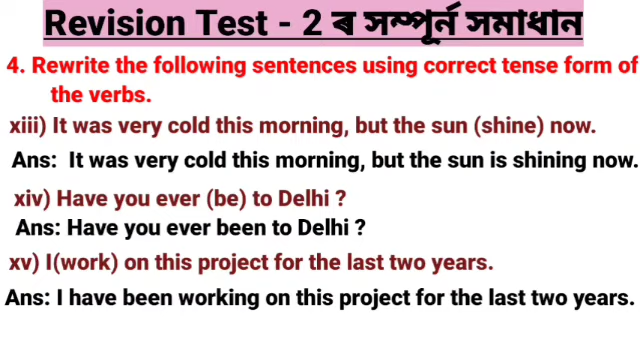 Revision Test - 2 ৰ সম্পূৰ্ন সমাধান
4. Rewrite the following sentences using correct tense form of
the verbs.
xiii) It was very cold this morning, but the sun (shine) now.
Ans: It was very cold this morning, but the sun is shining now.
xiv) Have you ever (be) to Delhi ?
Ans: Have you ever been to Delhi ?
xv) I(work) on this project for the last two years.
Ans: I have been working on this project for the last two years.